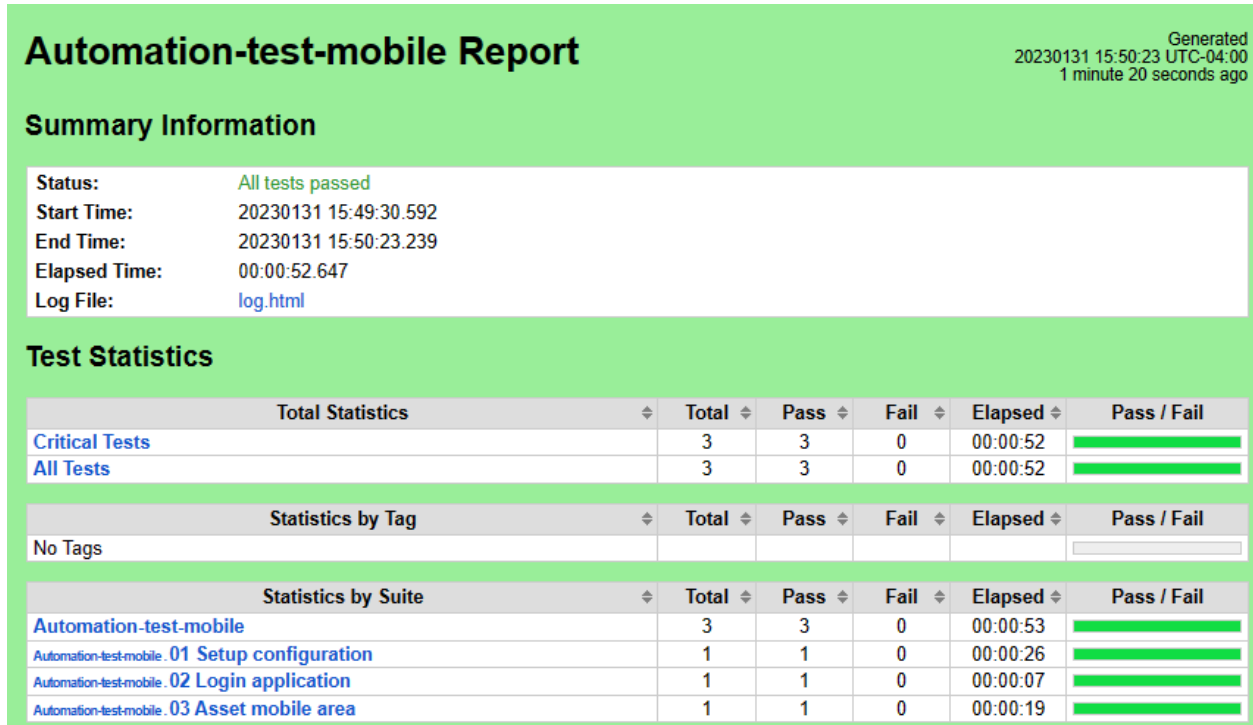 Automation-test-mobile Report
Generated
20230131 15:50:23 UTC-04:00
1 minute 20 seconds ago
Summary Information
Status: All tests passed
Start Time: 20230131 15:49:30.592
End Time: 20230131 15:50:23.239
Elapsed Time: 00:00:52.647
Log File: log.html
Test Statistics
Total Statistics Total Pass Fail Elapsed Pass / Fail
Critical Tests 3 3 0 00:00:52
All Tests 3 3 0 00:00:52
Statistics by Tag Total Pass Fail Elapsed Pass / Fail
No Tags
Statistics by Suite Total Pass Fail Elapsed Pass / Fail
Automation-test-mobile 3 3 0 00:00:53
Automation-test-mobile . 01 Setup configuration 1 1 0 00:00:26
Automation-test-mobile . 02 Login application 1 1 0 00:00:07
Automation-test-mobile . 03 Asset mobile area 1 1 0 00:00:19